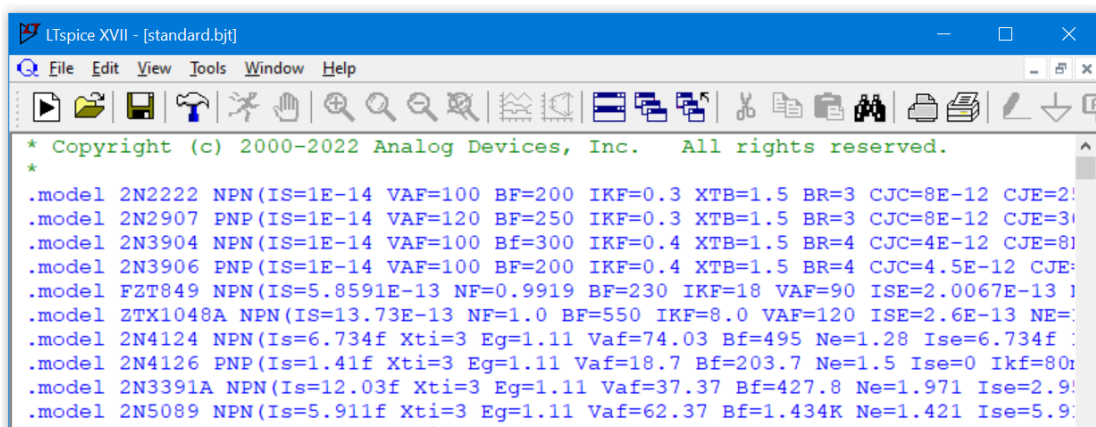 LTspice XVII - [standard.bjt]
File Edit View Tools Window Help
* Copyright (c) 2000-2022 Analog Devices, Inc. All rights reserved.
*
.model 2N2222 NPN(IS=1E-14 VAF=100 BF=200 IKF=0.3 XTB=1.5 BR=3 CJC=8E-12
.model 2N2907 PNP(IS=1E-14 VAF=120 BF=250 IKF=0.3 XTB=1.5 BR=3 CJC=8E-12
.model 2N3904 NPN(IS=1E-14 VAF=100 Bf=300 IKF=0.4 XTB=1.5 BR=4 CJC=4E-12
.model 2N3906 PNP(IS=1E-14 VAF=100 BF=200 IKF=0.4 XTB=1.5 BR=4 CJC=4.5E-12
.model FZT849 NPN(IS=5.8591E-13 NF=0.9919 BF=230 IKF=18 VAF=90 ISE=2.0067E-13
.model ZTX1048A NPN(IS=13.73E-13 NF=1.0 BF=550 IKF=8.0 VAF=120 ISE=2.6E-13
.model 2N4124 NPN(Is=6.734f Xti=3 Eg=1.11 Vaf=74.03 Bf=495 Ne=1.28 Ise=6.734f
.model 2N4126 PNP(Is=1.41f Xti=3 Eg=1.11 Vaf=18.7 Bf=203.7 Ne=1.5 Ise=0
.model 2N3391A NPN(Is=12.03f Xti=3 Eg=1.11 Vaf=37.37 Bf=427.8 Ne=1.971
.model 2N5089 NPN(Is=5.911f Xti=3 Eg=1.11 Vaf=62.37 Bf=1.434K Ne=1.421